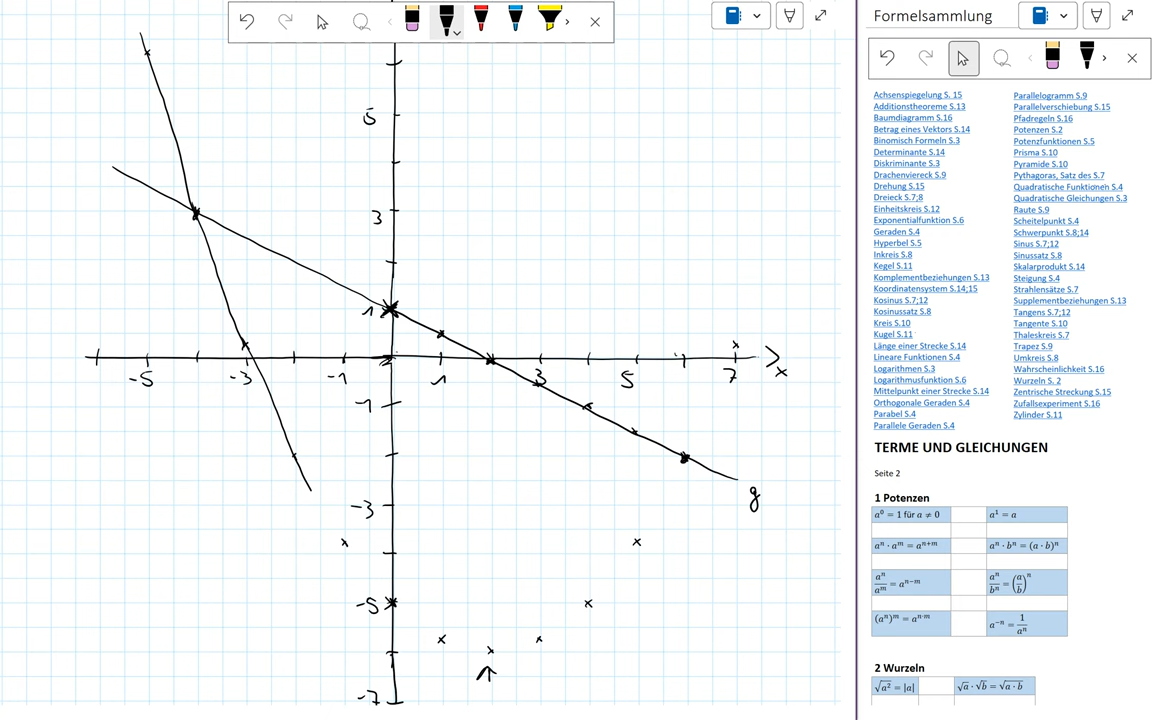 Formelsammlung
5
3
1
-5 -3 -1 1 3 5 7 x
-1
-3
-5
-7
g
Achsenspiegelung S. 15
Additionstheoreme S.13
Baumdiagramm S.16
Betrag eines Vektors S.14
Binomisch Formeln S.3
Determinante S.14
Diskriminante S.3
Drachenviereck S.9
Drehung S.15
Dreieck S.7;8
Einheitskreis S.12
Exponentialfunktion S.6
Geraden S.4
Hyperbel S.5
Inkreis S.8
Kegel S.11
Komplementbeziehungen S.13
Koordinatensystem S.14;15
Kosinus S.7;12
Kosinussatz S.8
Kreis S.10
Kugel S.11
Länge einer Strecke S.14
Lineare Funktionen S.4
Logarithmen S.3
Logarithmusfunktion S.6
Mittelpunkt einer Strecke S.14
Orthogonale Geraden S.4
Parabel S.4
Parallele Geraden S.4
Parallelogramm S.9
Parallelverschiebung S.15
Pfadregeln S.16
Potenzen S.2
Potenzfunktionen S.5
Prisma S.10
Pyramide S.10
Pythagoras, Satz des S.7
Quadratische Funktionen S.4
Quadratische Gleichungen S.3
Raute S.9
Scheitelpunkt S.4
Schwerpunkt S.8;14
Sinus S.7;12
Sinussatz S.8
Skalarprodukt S.14
Steigung S.4
Strahlensätze S.7
Supplementbeziehungen S.13
Tangens S.7;12
Tangente S.10
Thaleskreis S.7
Trapez S.9
Umkreis S.8
Wahrscheinlichkeit S.16
Wurzeln S. 2
Zentrische Streckung S.15
Zufallsexperiment S.16
Zylinder S.11
TERME UND GLEICHUNGEN
Seite 2
1 Potenzen
a⁰ = 1 für a ≠ 0 a¹ = a
aⁿ · aᵐ = aⁿ⁺ᵐ aⁿ · bⁿ = (a · b)ⁿ
aⁿ/aᵐ = aⁿ⁻ᵐ aⁿ/bⁿ = (a/b)ⁿ
(aⁿ)ᵐ = aⁿ·ᵐ a⁻ⁿ = 1/aⁿ
2 Wurzeln
√a² = |a| √a · √b = √a · b